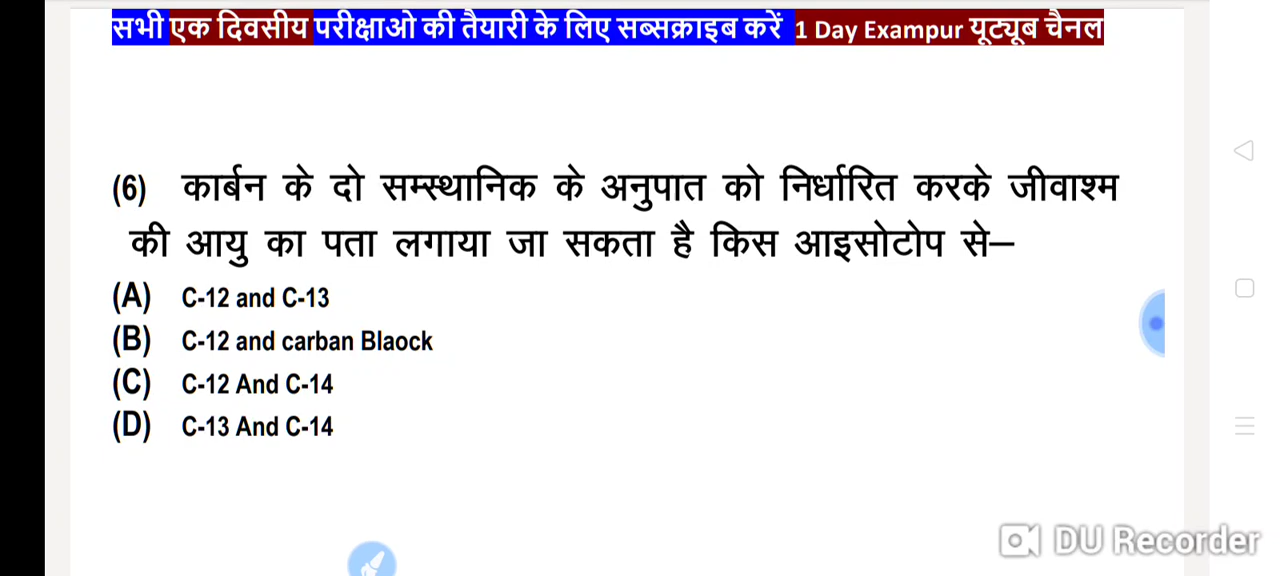 सभी एक दिवसीय परीक्षाओ की तैयारी के लिए सब्सक्राइब करें 1 Day Exampur यूट्यूब चैनल
(6) कार्बन के दो सम्स्थानिक के अनुपात को निर्धारित करके जीवाश्म
की आयु का पता लगाया जा सकता है किस आइसोटोप से–
(A) C-12 and C-13
(B) C-12 and carban Blaock
(C) C-12 And C-14
(D) C-13 And C-14
DU Recorder